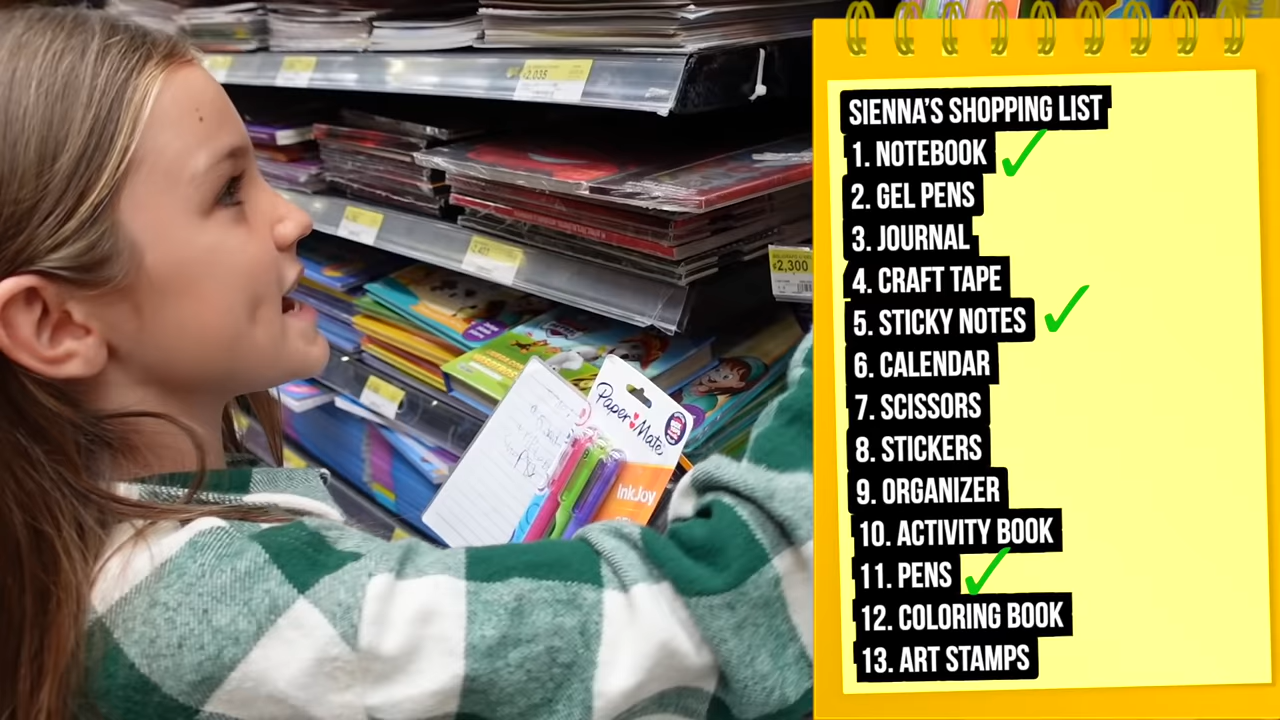 ₡2,035
₡2,300
Paper Mate
InkJoy
SIENNA'S SHOPPING LIST
1. NOTEBOOK
2. GEL PENS
3. JOURNAL
4. CRAFT TAPE
5. STICKY NOTES
6. CALENDAR
7. SCISSORS
8. STICKERS
9. ORGANIZER
10. ACTIVITY BOOK
11. PENS
12. COLORING BOOK
13. ART STAMPS